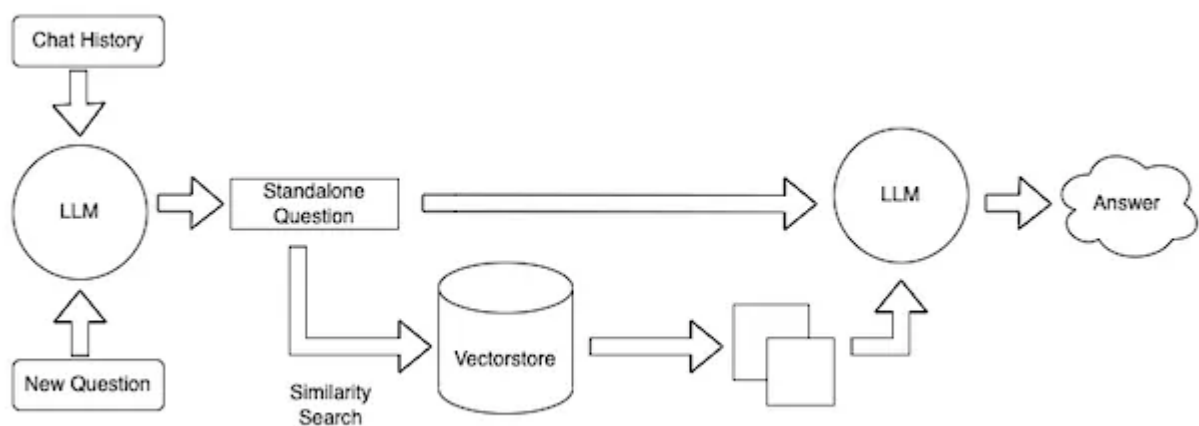 Chat History
LLM
New Question
Standalone
Question
Similarity
Search
Vectorstore
LLM
Answer